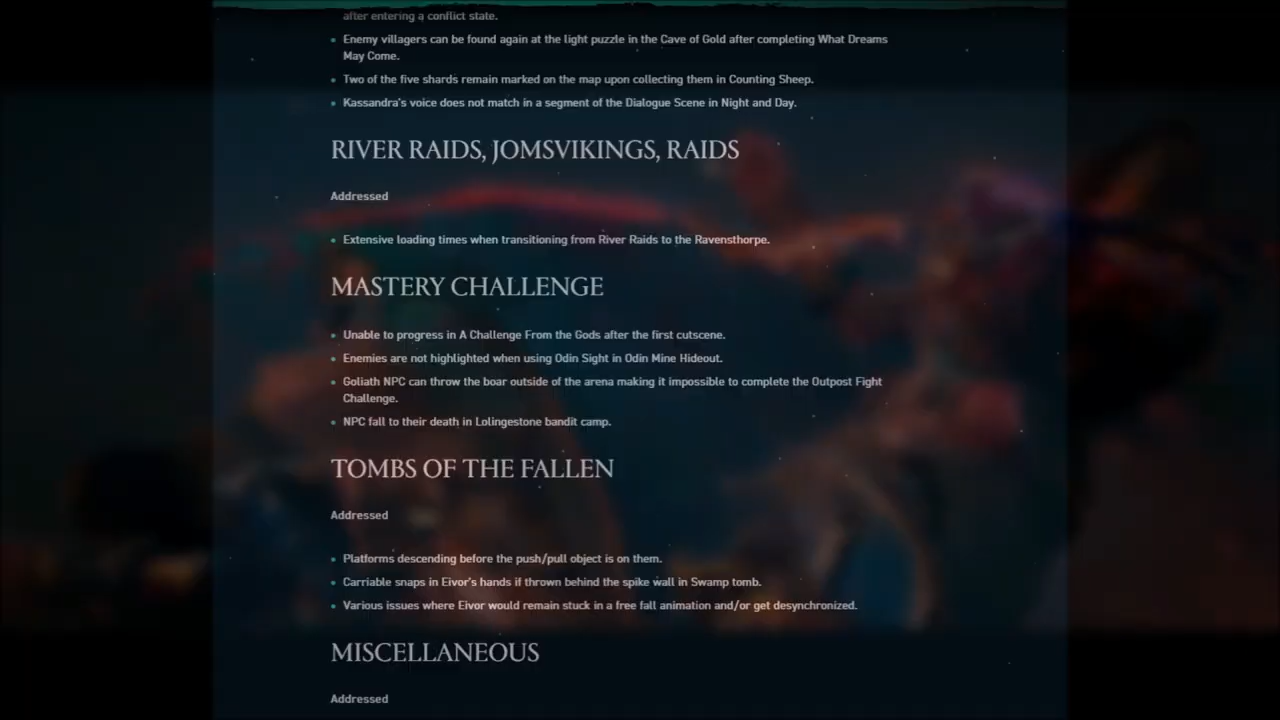 after entering a conflict state.
Enemy villagers can be found again at the light puzzle in the Cave of Gold after completing What Dreams
May Come.
Two of the five shards remain marked on the map upon collecting them in Counting Sheep.
Kassandra's voice does not match in a segment of the Dialogue Scene in Night and Day.
RIVER RAIDS, JOMSVIKINGS, RAIDS
Addressed
Extensive loading times when transitioning from River Raids to the Ravensthorpe.
MASTERY CHALLENGE
Unable to progress in A Challenge From the Gods after the first cutscene.
Enemies are not highlighted when using Odin Sight in Odin Mine Hideout.
Goliath NPC can throw the boar outside of the arena making it impossible to complete the Outpost Fight
Challenge.
NPC fall to their death in Lolingestone bandit camp.
TOMBS OF THE FALLEN
Addressed
Platforms descending before the push/pull object is on them.
Carriable snaps in Eivor's hands if thrown behind the spike wall in Swamp tomb.
Various issues where Eivor would remain stuck in a free fall animation and/or get desynchronized.
MISCELLANEOUS
Addressed